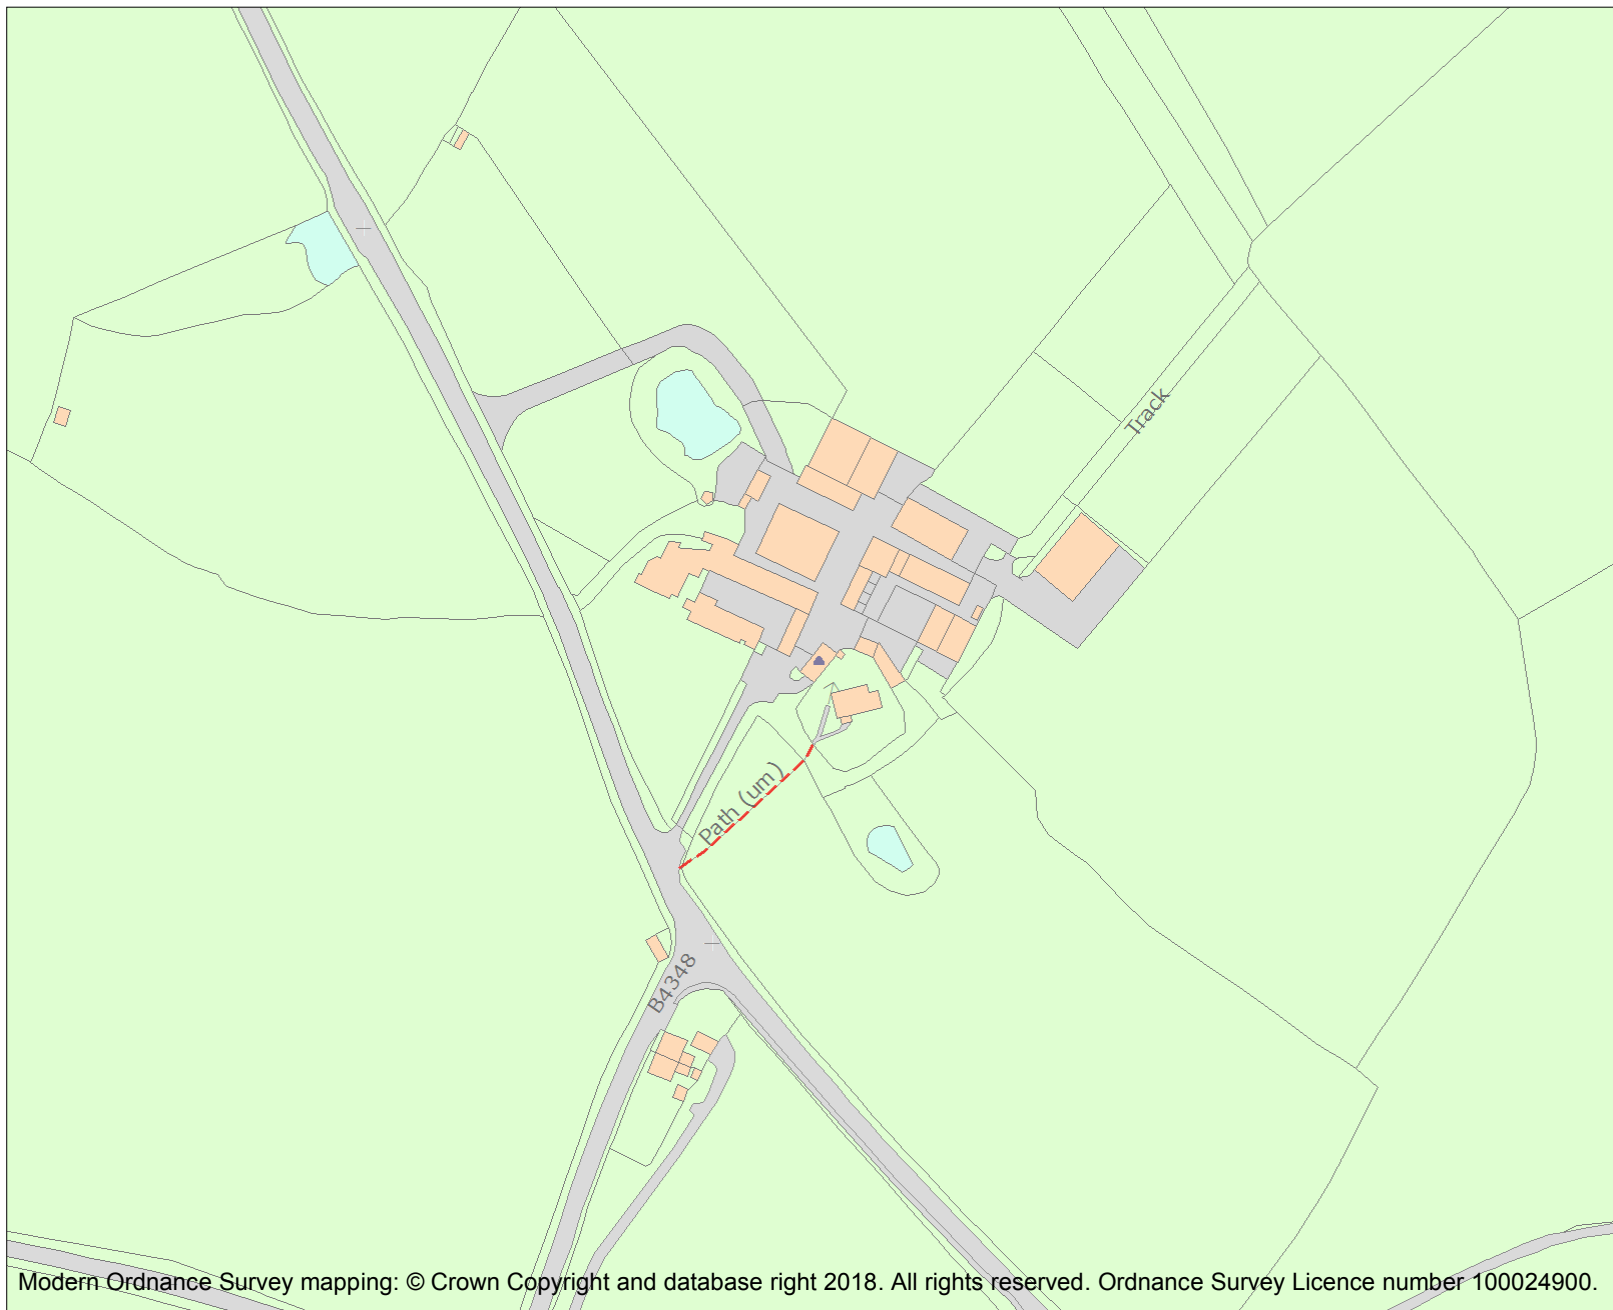 Track
Path (um)
B4348
Modern Ordnance Survey mapping: © Crown Copyright and database right 2018. All rights reserved. Ordnance Survey Licence number 100024900.